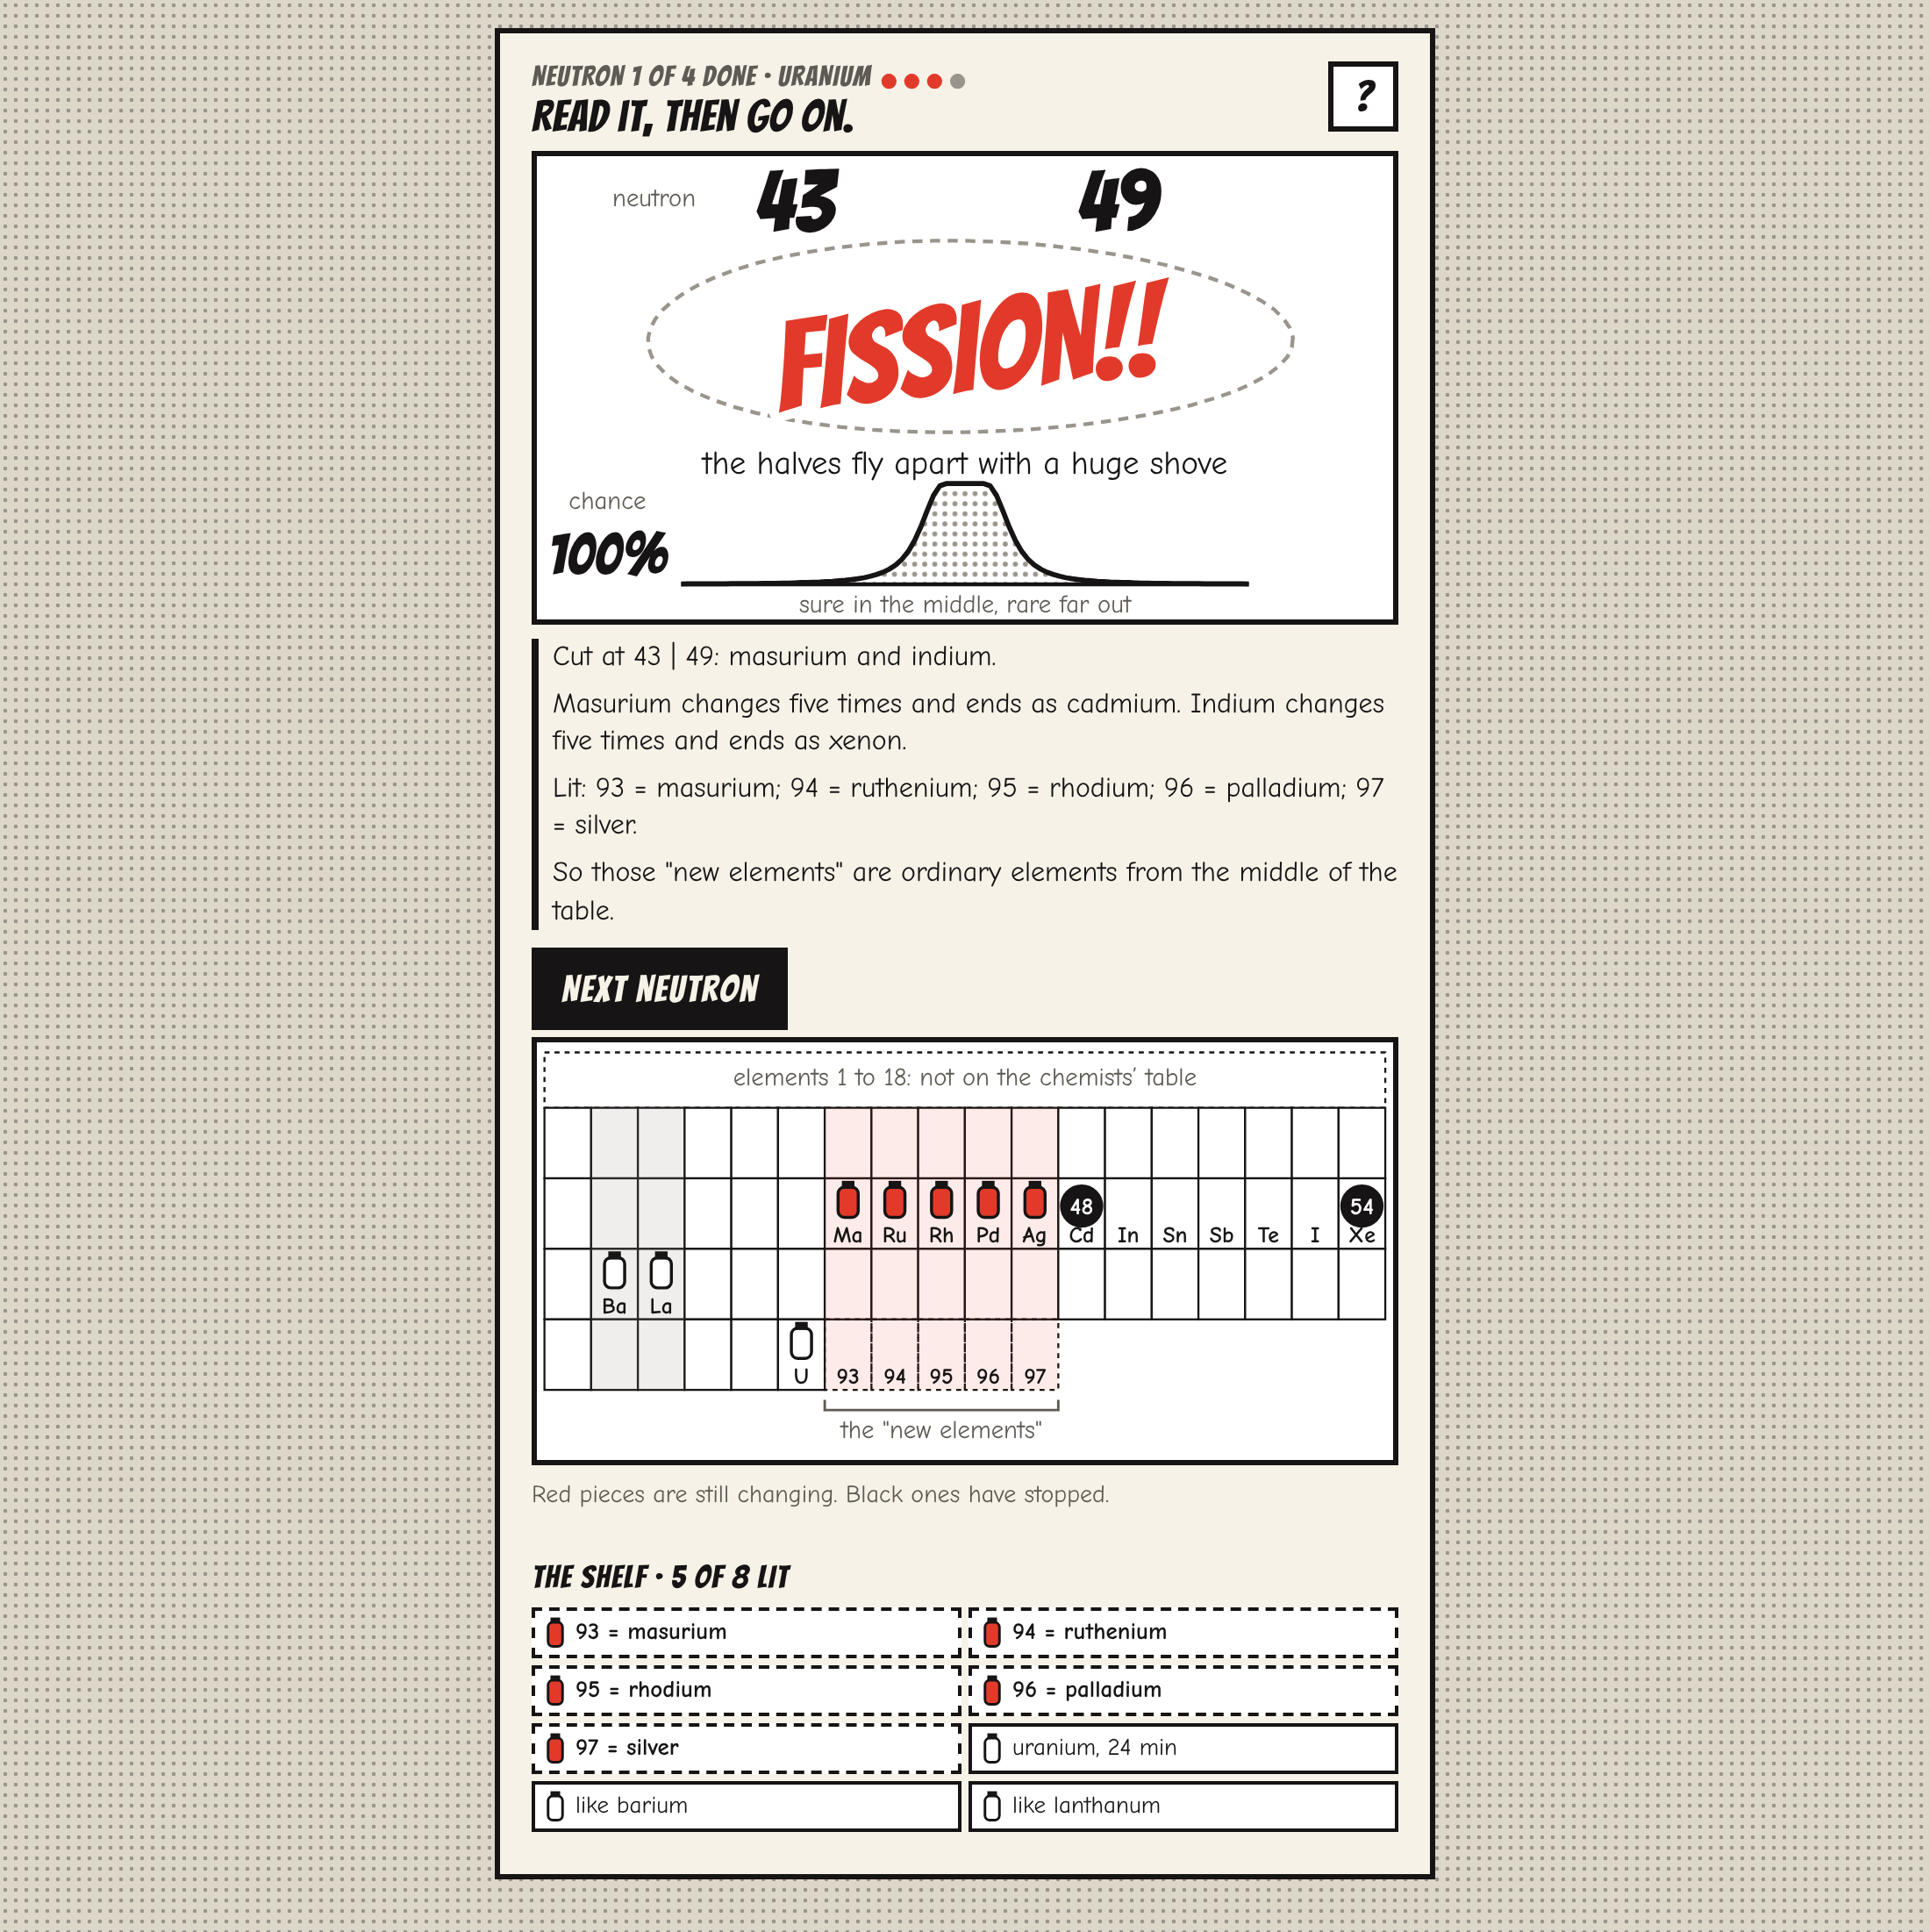 NEUTRON 1 OF 4 DONE · URANIUM
READ IT, THEN GO ON.
?
neutron
43
49
FISSION!!
the halves fly apart with a huge shove
chance
100%
sure in the middle, rare far out
Cut at 43 | 49: masurium and indium.
Masurium changes five times and ends as cadmium. Indium changes
five times and ends as xenon.
Lit: 93 = masurium; 94 = ruthenium; 95 = rhodium; 96 = palladium; 97
= silver.
So those "new elements" are ordinary elements from the middle of the
table.
NEXT NEUTRON
elements 1 to 18: not on the chemists' table
48 54
Ma Ru Rh Pd Ag Cd In Sn Sb Te I Xe
Ba La
U 93 94 95 96 97
the "new elements"
Red pieces are still changing. Black ones have stopped.
THE SHELF · 5 OF 8 LIT
93 = masurium
94 = ruthenium
95 = rhodium
96 = palladium
97 = silver
uranium, 24 min
like barium
like lanthanum